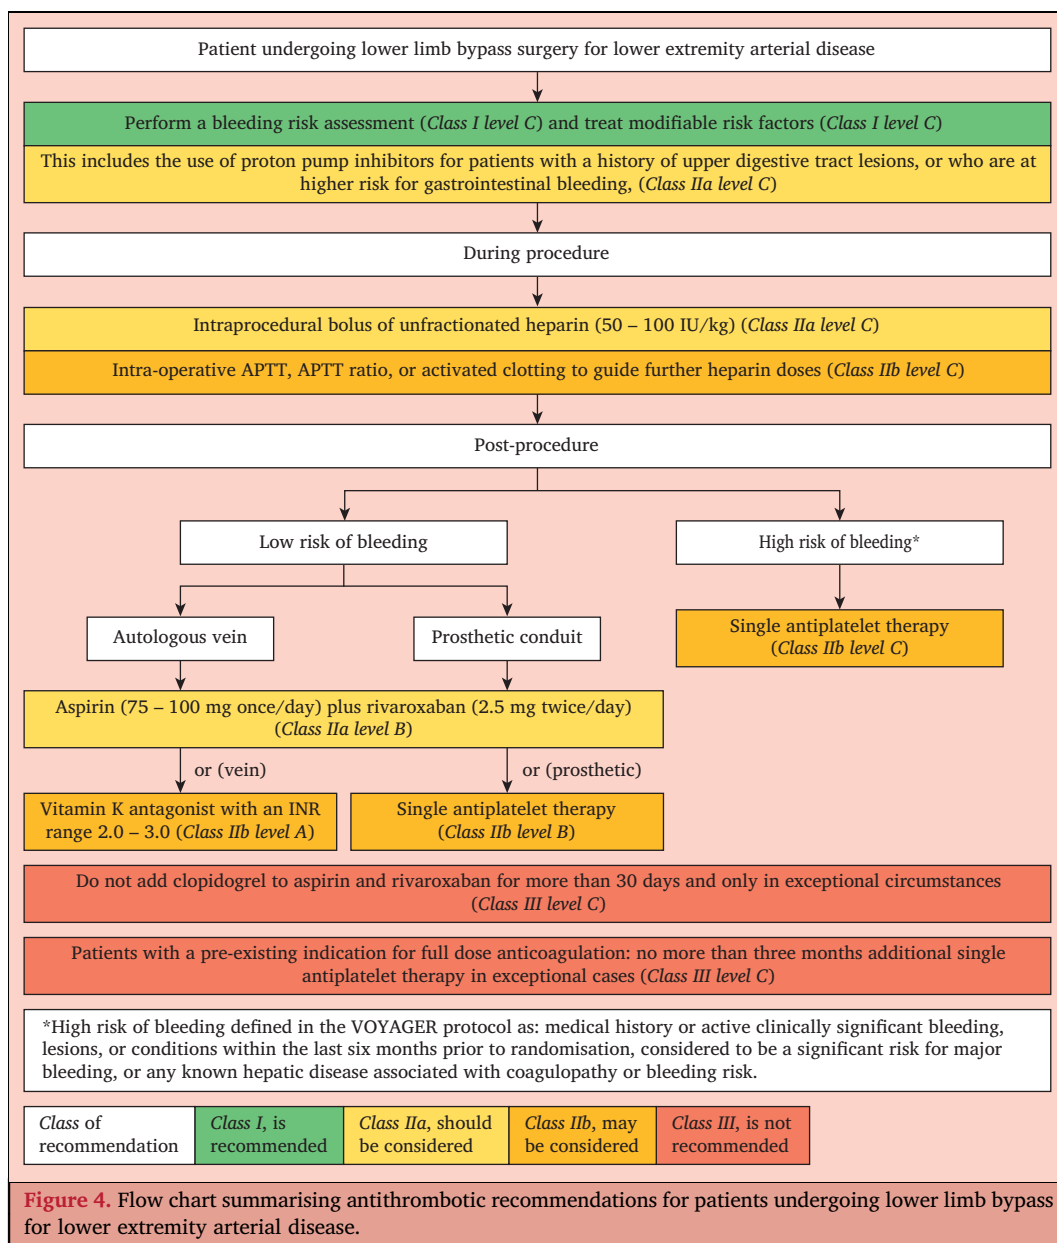 Patient undergoing lower limb bypass surgery for lower extremity arterial disease
Perform a bleeding risk assessment (Class I level C) and treat modifiable risk factors (Class I level C)
This includes the use of proton pump inhibitors for patients with a history of upper digestive tract lesions, or who are at
higher risk for gastrointestinal bleeding, (Class IIa level C)
During procedure
Intraprocedural bolus of unfractionated heparin (50 – 100 IU/kg) (Class IIa level C)
Intra-operative APTT, APTT ratio, or activated clotting to guide further heparin doses (Class IIb level C)
Post-procedure
Low risk of bleeding
High risk of bleeding*
Autologous vein
Prosthetic conduit
Single antiplatelet therapy
(Class IIb level C)
Aspirin (75 – 100 mg once/day) plus rivaroxaban (2.5 mg twice/day)
(Class IIa level B)
or (vein)
or (prosthetic)
Vitamin K antagonist with an INR
range 2.0 – 3.0 (Class IIb level A)
Single antiplatelet therapy
(Class IIb level B)
Do not add clopidogrel to aspirin and rivaroxaban for more than 30 days and only in exceptional circumstances
(Class III level C)
Patients with a pre-existing indication for full dose anticoagulation: no more than three months additional single
antiplatelet therapy in exceptional cases (Class III level C)
*High risk of bleeding defined in the VOYAGER protocol as: medical history or active clinically significant bleeding,
lesions, or conditions within the last six months prior to randomisation, considered to be a significant risk for major
bleeding, or any known hepatic disease associated with coagulopathy or bleeding risk.
Class of
recommendation
Class I, is
recommended
Class IIa, should
be considered
Class IIb, may
be considered
Class III, is not
recommended
Figure 4. Flow chart summarising antithrombotic recommendations for patients undergoing lower limb bypass
for lower extremity arterial disease.